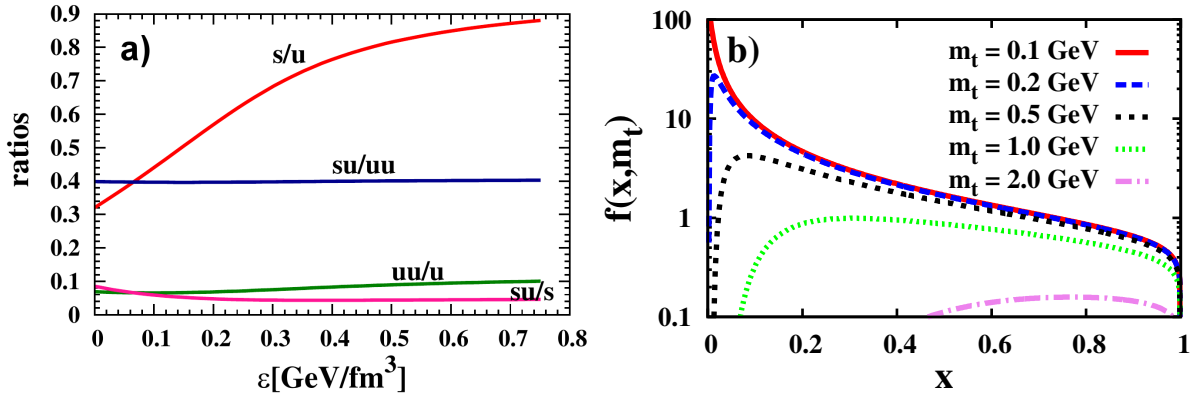 a)
ratios
0.9
0.8
0.7
0.6
0.5
0.4
0.3
0.2
0.1
0
s/u
su/uu
uu/u
su/s
0 0.1 0.2 0.3 0.4 0.5 0.6 0.7 0.8
ε[GeV/fm³]
b)
f(x,mₜ)
100
10
1
0.1
mₜ = 0.1 GeV
mₜ = 0.2 GeV
mₜ = 0.5 GeV
mₜ = 1.0 GeV
mₜ = 2.0 GeV
0 0.2 0.4 0.6 0.8 1
x